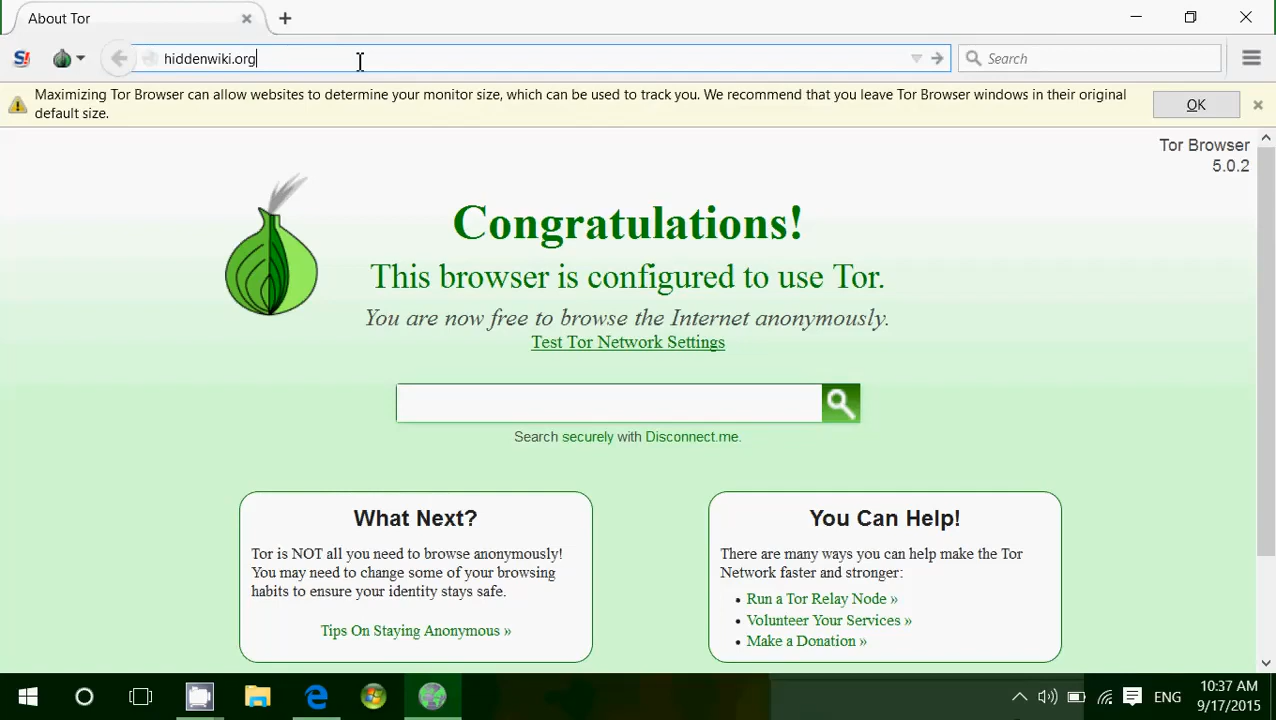 About Tor
hiddenwiki.org
Search
Maximizing Tor Browser can allow websites to determine your monitor size, which can be used to track you. We recommend that you leave Tor Browser windows in their original
default size.
OK
Tor Browser
5.0.2
Congratulations!
This browser is configured to use Tor.
You are now free to browse the Internet anonymously.
Test Tor Network Settings
Search securely with Disconnect.me.
What Next?
Tor is NOT all you need to browse anonymously!
You may need to change some of your browsing
habits to ensure your identity stays safe.
Tips On Staying Anonymous »
You Can Help!
There are many ways you can help make the Tor
Network faster and stronger:
• Run a Tor Relay Node »
• Volunteer Your Services »
• Make a Donation »
ENG
10:37 AM
9/17/2015